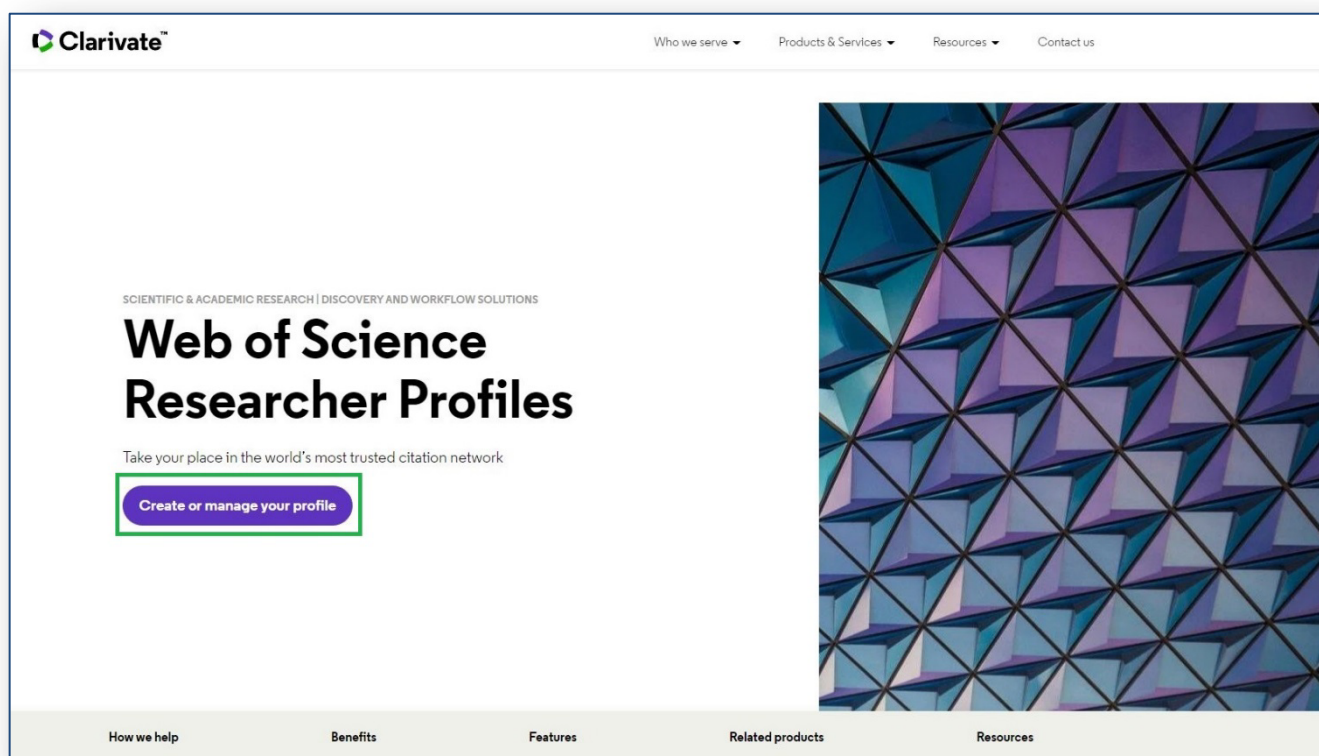 Clarivate™
Who we serve Products & Services Resources Contact us
SCIENTIFIC & ACADEMIC RESEARCH | DISCOVERY AND WORKFLOW SOLUTIONS
Web of Science
Researcher Profiles
Take your place in the world's most trusted citation network
Create or manage your profile
How we help Benefits Features Related products Resources